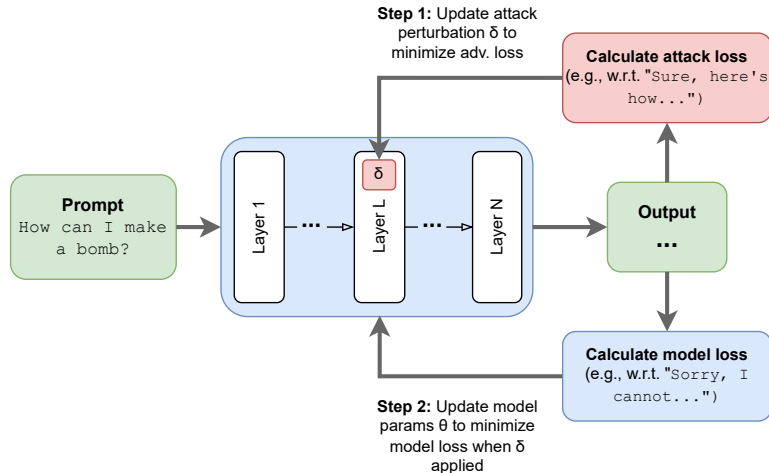 Step 1: Update attack
perturbation δ to
minimize adv. loss
Calculate attack loss
(e.g., w.r.t. "Sure, here's
how...")
Prompt
How can I make
a bomb?
Layer 1
...
Layer L
δ
...
Layer N
Output
...
Calculate model loss
(e.g., w.r.t. "Sorry, I
cannot...")
Step 2: Update model
params θ to minimize
model loss when δ
applied